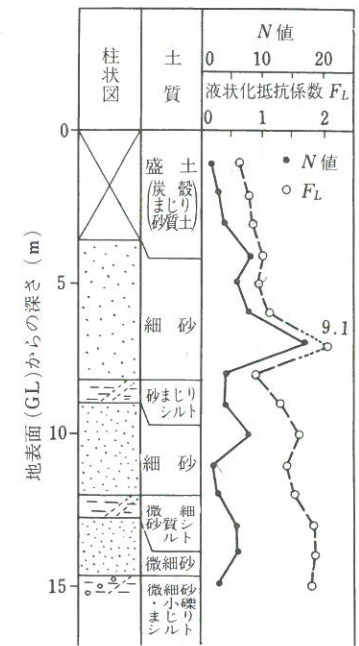 柱状図
土質
N 値
0 10 20
液状化抵抗係数 FL
0 1 2
地表面(GL)からの深さ (m)
0
5
10
15
盛土
(炭殻
まじり
砂質土)
細砂
砂まじり
シルト
細砂
微細
砂質シ
ルト
微細砂
微細砂
・小礫
まじり
シルト
N 値
FL
9.1